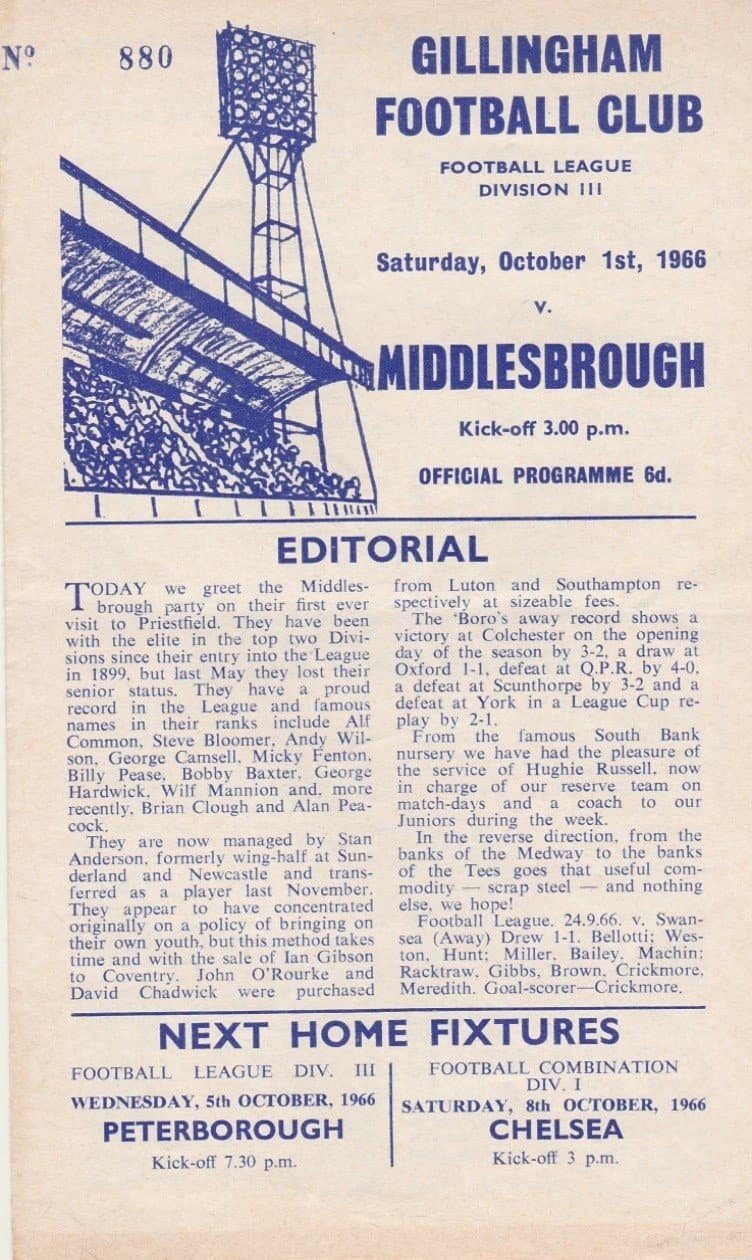 Nº 880
GILLINGHAM
FOOTBALL CLUB
FOOTBALL LEAGUE
DIVISION III
Saturday, October 1st, 1966
v.
MIDDLESBROUGH
Kick-off 3.00 p.m.
OFFICIAL PROGRAMME 6d.
EDITORIAL
TODAY we greet the Middles-
brough party on their first ever
visit to Priestfield. They have been
with the elite in the top two Divi-
sions since their entry into the League
in 1899, but last May they lost their
senior status. They have a proud
record in the League and famous
names in their ranks include Alf
Common, Steve Bloomer, Andy Wil-
son, George Camsell, Micky Fenton,
Billy Pease, Bobby Baxter, George
Hardwick, Wilf Mannion and, more
recently, Brian Clough and Alan Pea-
cock.
They are now managed by Stan
Anderson, formerly wing-half at Sun-
derland and Newcastle and trans-
ferred as a player last November.
They appear to have concentrated
originally on a policy of bringing on
their own youth, but this method takes
time and with the sale of Ian Gibson
to Coventry. John O'Rourke and
David Chadwick were purchased
from Luton and Southampton re-
spectively at sizeable fees.
The 'Boro's away record shows a
victory at Colchester on the opening
day of the season by 3-2, a draw at
Oxford 1-1, defeat at Q.P.R. by 4-0,
a defeat at Scunthorpe by 3-2 and a
defeat at York in a League Cup re-
play by 2-1.
From the famous South Bank
nursery we have had the pleasure of
the service of Hughie Russell, now
in charge of our reserve team on
match-days and a coach to our
Juniors during the week.
In the reverse direction, from the
banks of the Medway to the banks
of the Tees goes that useful com-
modity — scrap steel — and nothing
else, we hope!
Football League. 24.9.66. v. Swan-
sea (Away) Drew 1-1. Bellotti; Wes-
ton, Hunt; Miller, Bailey, Machin;
Racktraw, Gibbs, Brown, Crickmore,
Meredith. Goal-scorer—Crickmore.
NEXT HOME FIXTURES
FOOTBALL LEAGUE DIV. III
WEDNESDAY, 5th OCTOBER, 1966
PETERBOROUGH
Kick-off 7.30 p.m.
FOOTBALL COMBINATION
DIV. I
SATURDAY, 8th OCTOBER, 1966
CHELSEA
Kick-off 3 p.m.